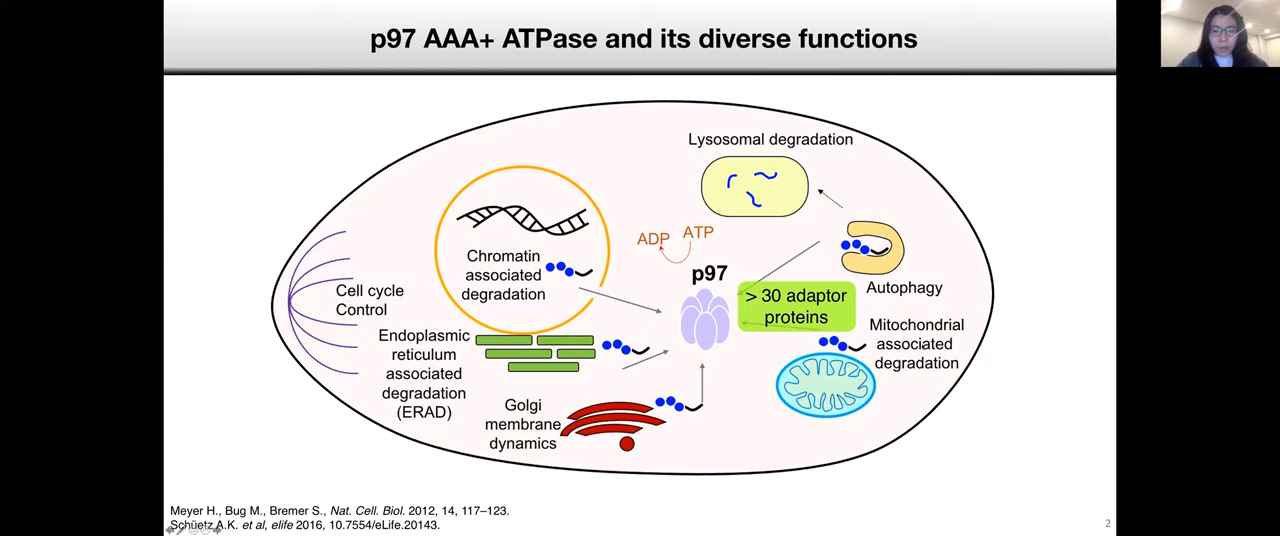 p97 AAA+ ATPase and its diverse functions
Lysosomal degradation
ADP
ATP
Chromatin
associated
degradation
p97
> 30 adaptor
proteins
Autophagy
Cell cycle
Control
Mitochondrial
associated
degradation
Endoplasmic
reticulum
associated
degradation
(ERAD)
Golgi
membrane
dynamics
Meyer H., Bug M., Bremer S., Nat. Cell. Biol. 2012, 14, 117–123.
Schüetz A.K. et al, elife 2016, 10.7554/eLife.20143.
2